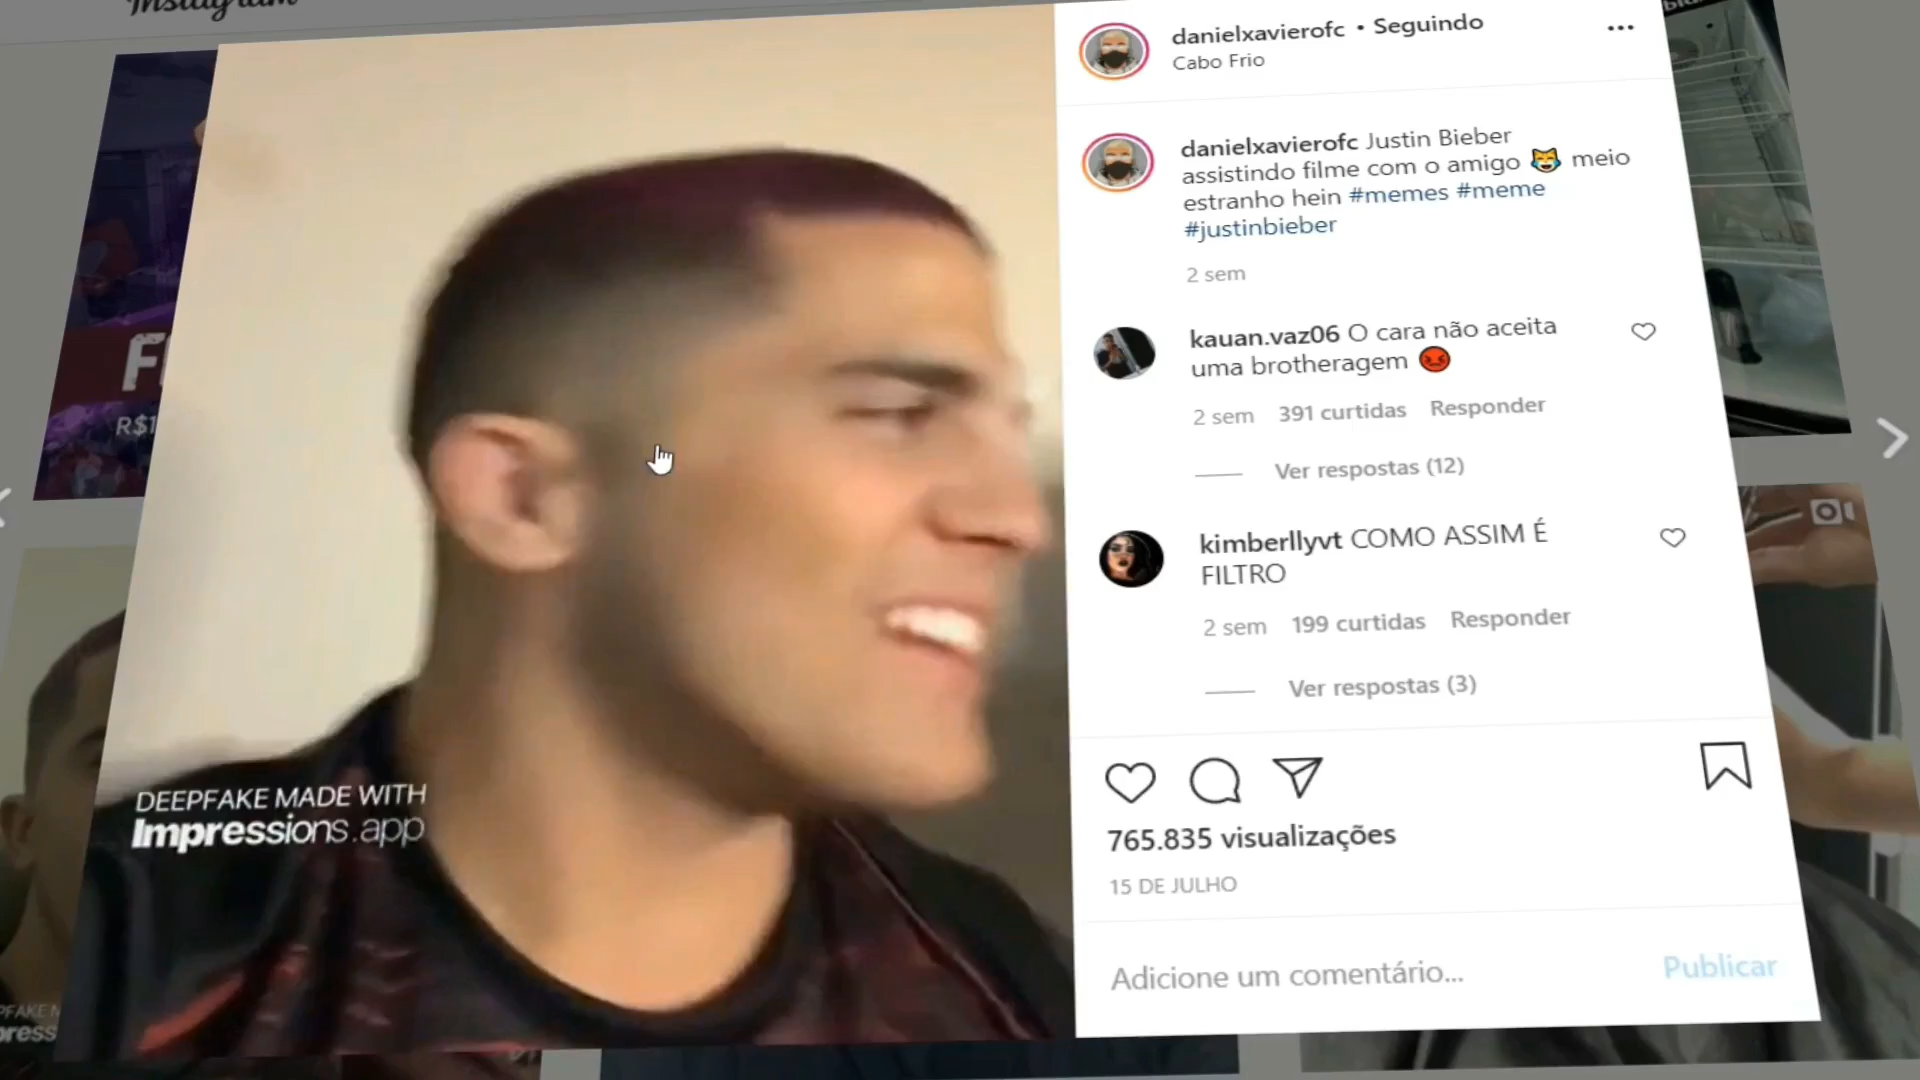 Instagram
danielxavierofc • Seguindo
Cabo Frio
danielxavierofc Justin Bieber
assistindo filme com o amigo 😹 meio
estranho hein #memes #meme
#justinbieber
2 sem
kauan.vaz06 O cara não aceita
uma brotheragem 😡
2 sem 391 curtidas Responder
Ver respostas (12)
kimberllyvt COMO ASSIM É
FILTRO
2 sem 199 curtidas Responder
Ver respostas (3)
765.835 visualizações
15 DE JULHO
Adicione um comentário... Publicar
DEEPFAKE MADE WITH
Impressions.app
R$1